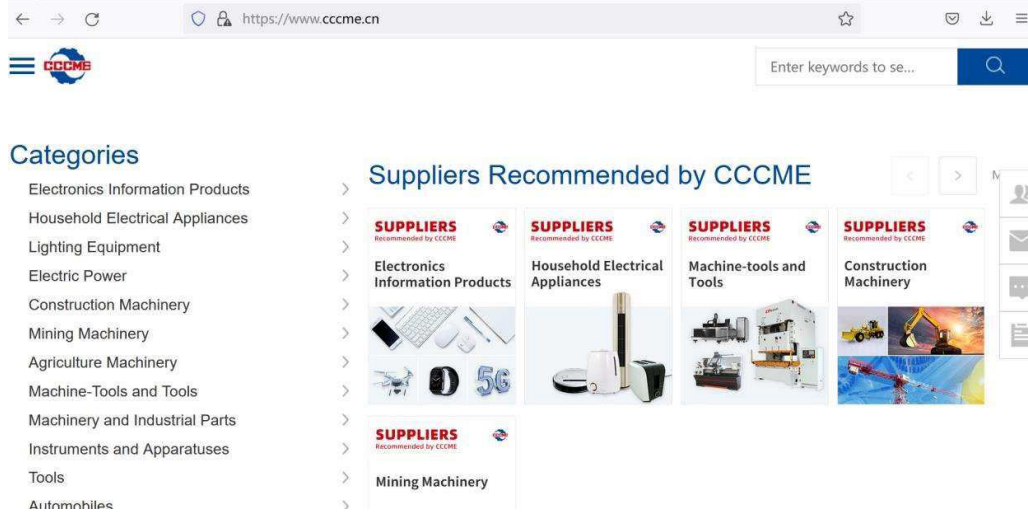 https://www.cccme.cn
CCCME
Enter keywords to se...
Categories
Electronics Information Products
Household Electrical Appliances
Lighting Equipment
Electric Power
Construction Machinery
Mining Machinery
Agriculture Machinery
Machine-Tools and Tools
Machinery and Industrial Parts
Instruments and Apparatuses
Tools
Automobiles
Suppliers Recommended by CCCME
SUPPLIERS
Recommended by CCCME
Electronics
Information Products
5G
SUPPLIERS
Recommended by CCCME
Household Electrical
Appliances
SUPPLIERS
Recommended by CCCME
Machine-tools and
Tools
SUPPLIERS
Recommended by CCCME
Construction
Machinery
SUPPLIERS
Recommended by CCCME
Mining Machinery